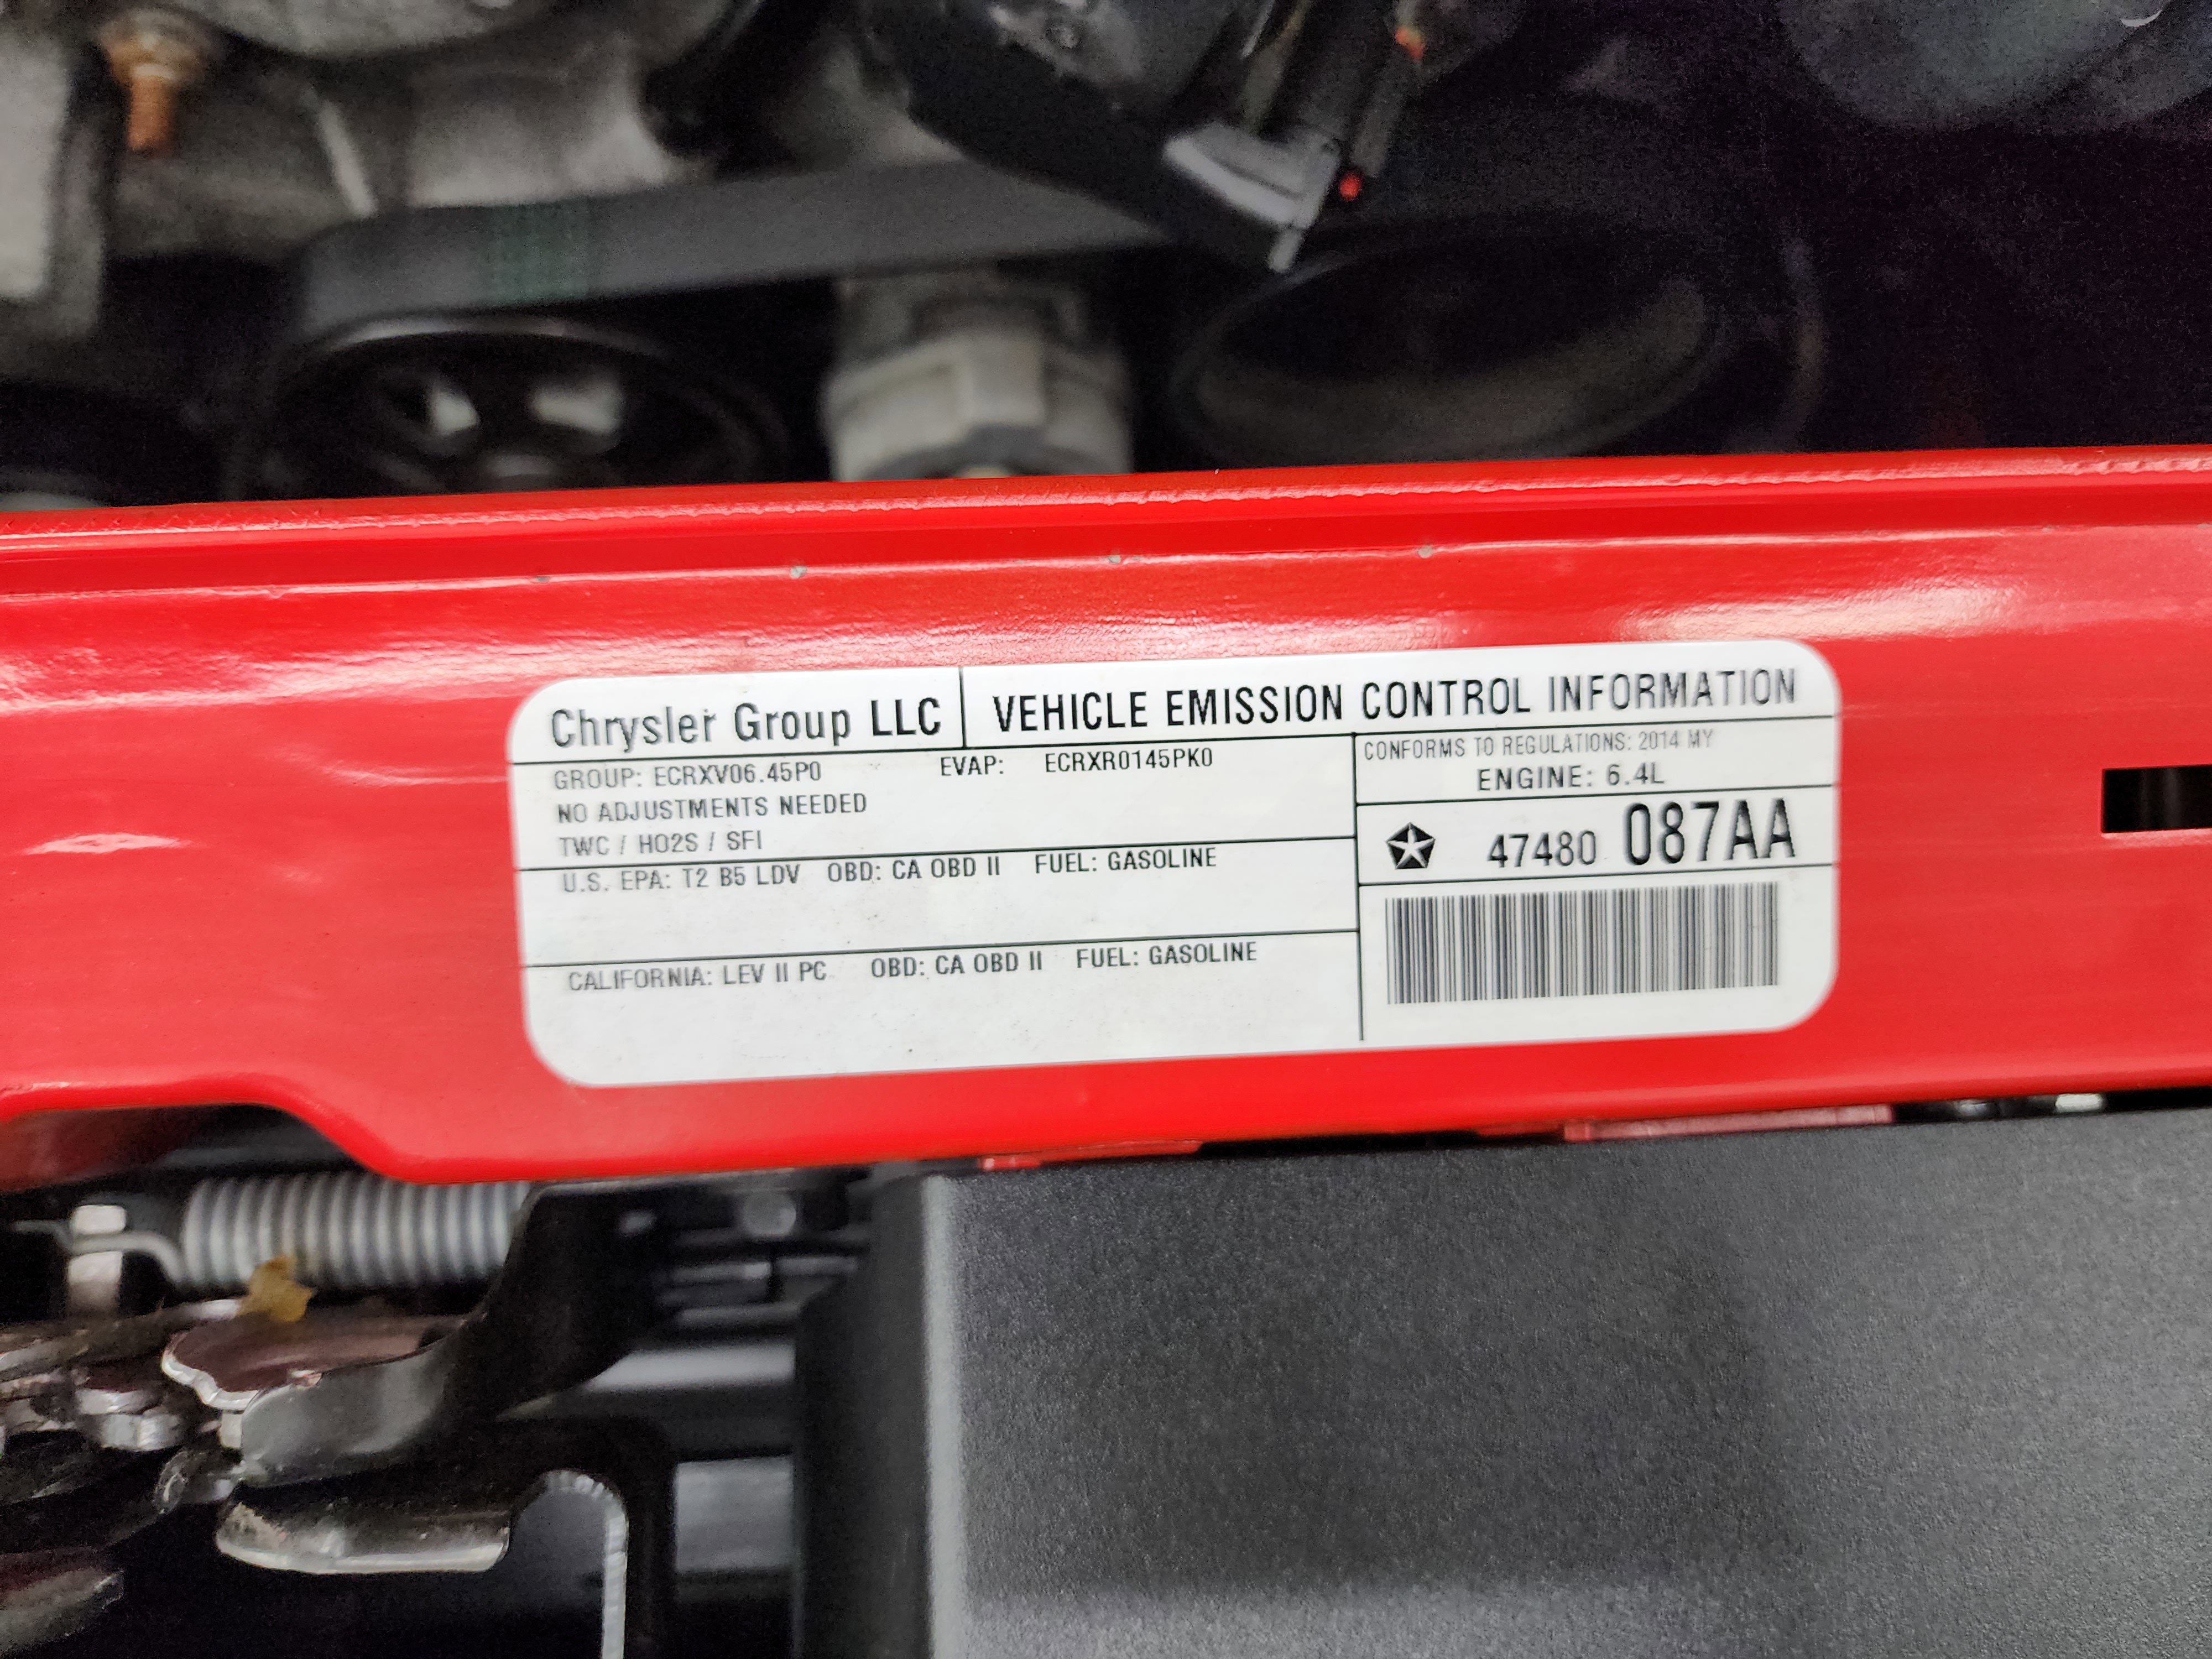 Chrysler Group LLC VEHICLE EMISSION CONTROL INFORMATION
GROUP: ECRXV06.45P0 EVAP: ECRXR0145PK0
NO ADJUSTMENTS NEEDED
TWC / HO2S / SFI
U.S. EPA: T2 B5 LDV OBD: CA OBD II FUEL: GASOLINE
CALIFORNIA: LEV II PC OBD: CA OBD II FUEL: GASOLINE
CONFORMS TO REGULATIONS: 2014 MY
ENGINE: 6.4L
47480 087AA